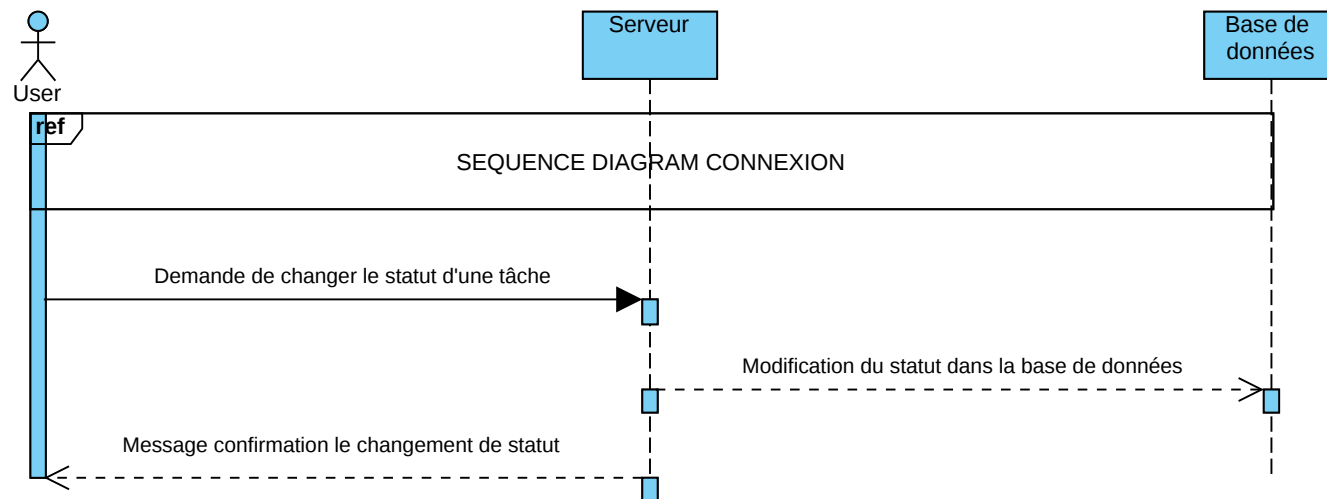 User
Serveur
Base de
données
ref
SEQUENCE DIAGRAM CONNEXION
Demande de changer le statut d'une tâche
Modification du statut dans la base de données
Message confirmation le changement de statut